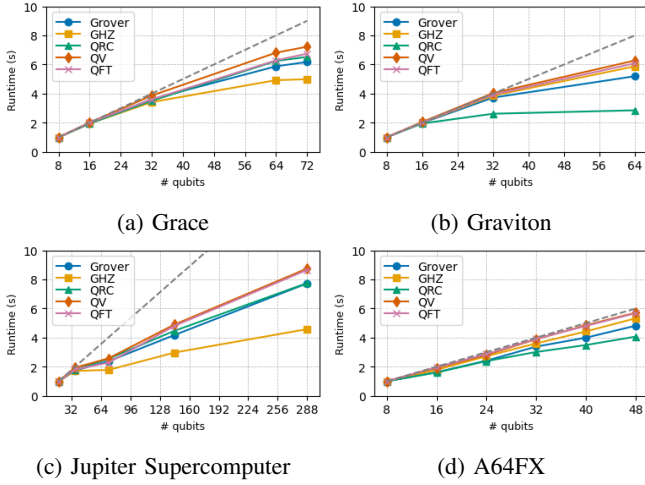 10
8
6
4
2
0
Runtime (s)
Grover
GHZ
QRC
QV
QFT
8 16 24 32 40 48 56 64 72
# qubits
(a) Grace
10
8
6
4
2
0
Runtime (s)
Grover
GHZ
QRC
QV
QFT
8 16 24 32 40 48 56 64
# qubits
(b) Graviton
10
8
6
4
2
0
Runtime (s)
Grover
GHZ
QRC
QV
QFT
32 64 96 128 160 192 224 256 288
# qubits
(c) Jupiter Supercomputer
10
8
6
4
2
0
Runtime (s)
Grover
GHZ
QRC
QV
QFT
8 16 24 32 40 48
# qubits
(d) A64FX